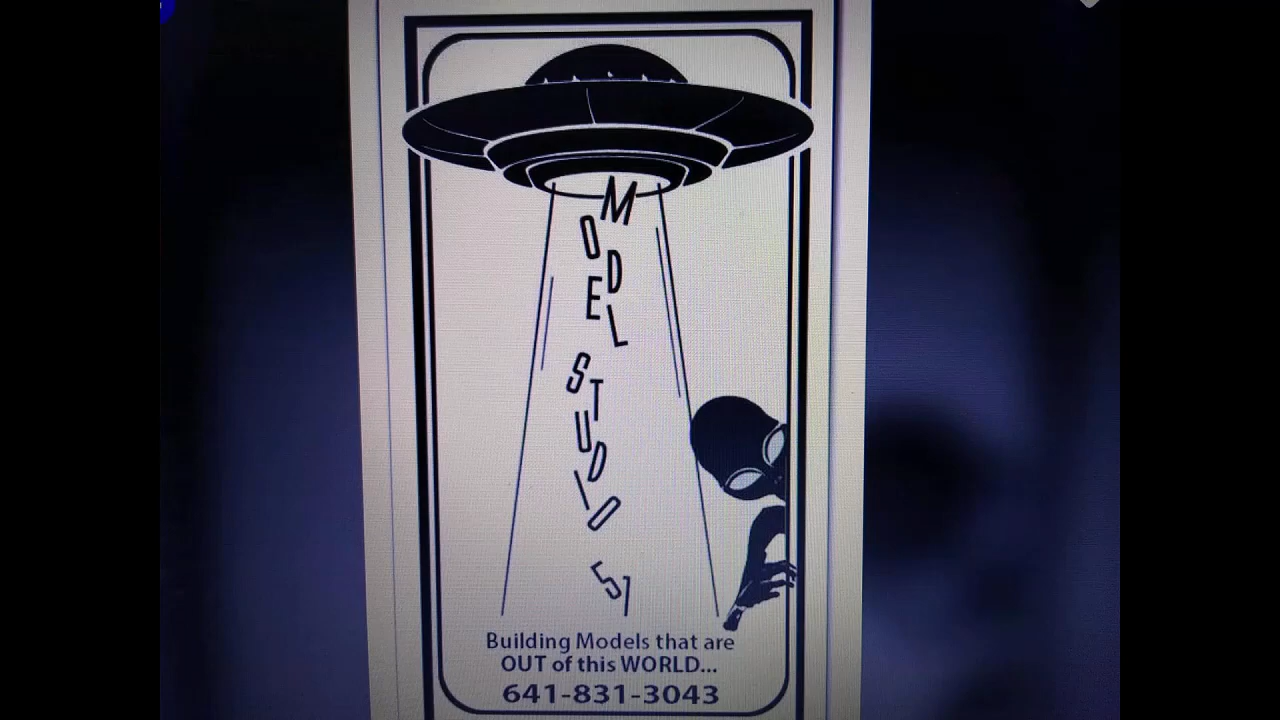 MODEL
STUDIO
51
Building Models that are
OUT of this WORLD...
641-831-3043